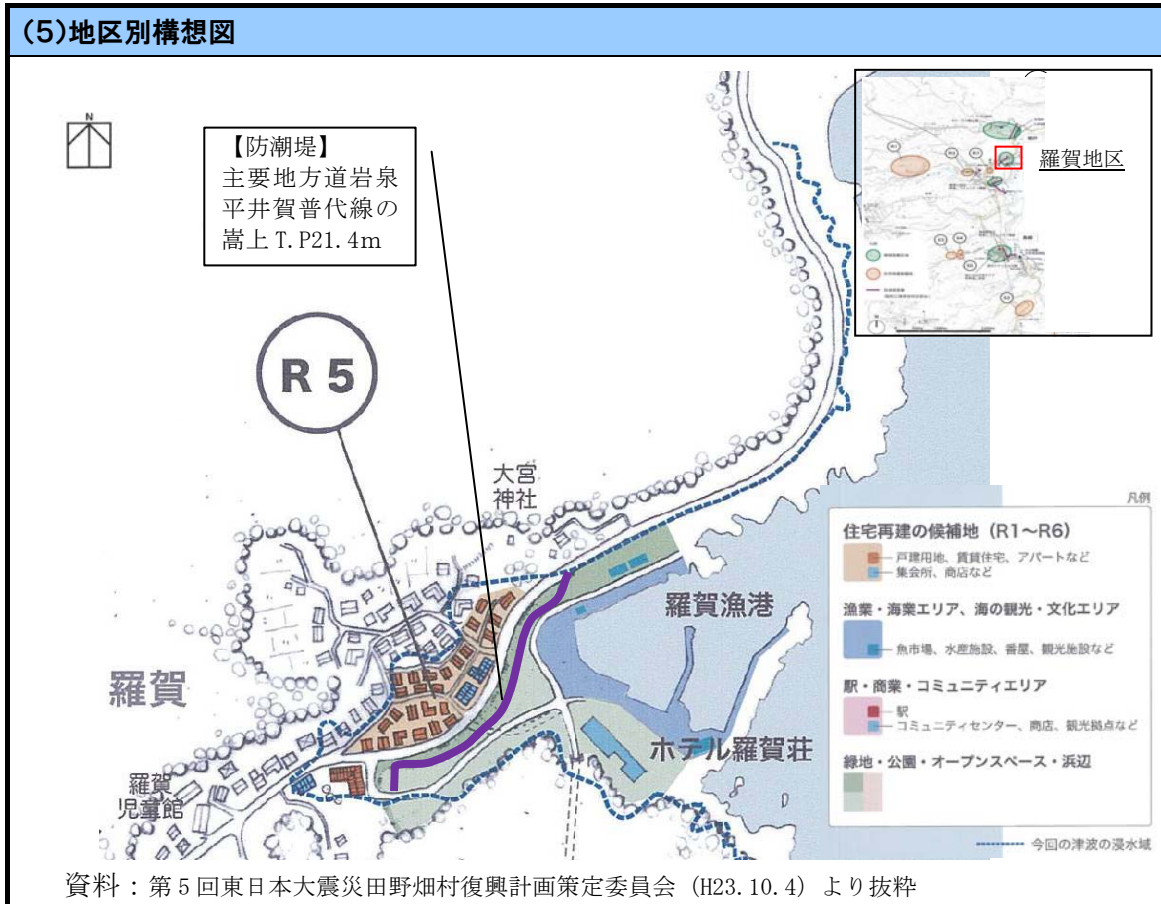 (5)地区別構想図
N
【防潮堤】
主要地方道岩泉
平井賀普代線の
嵩上 T.P21.4m
羅賀地区
R 5
大宮
神社
凡例
住宅再建の候補地（R1～R6）
戸建用地、賃貸住宅、アパートなど
集会所、商店など
漁業・海業エリア、海の観光・文化エリア
魚市場、水産施設、番屋、観光施設など
駅・商業・コミュニティエリア
駅
コミュニティセンター、商店、観光拠点など
緑地・公園・オープンスペース・浜辺
今回の津波の浸水域
羅賀漁港
羅賀
ホテル羅賀荘
羅賀
児童館
資料：第5回東日本大震災田野畑村復興計画策定委員会（H23.10.4）より抜粋